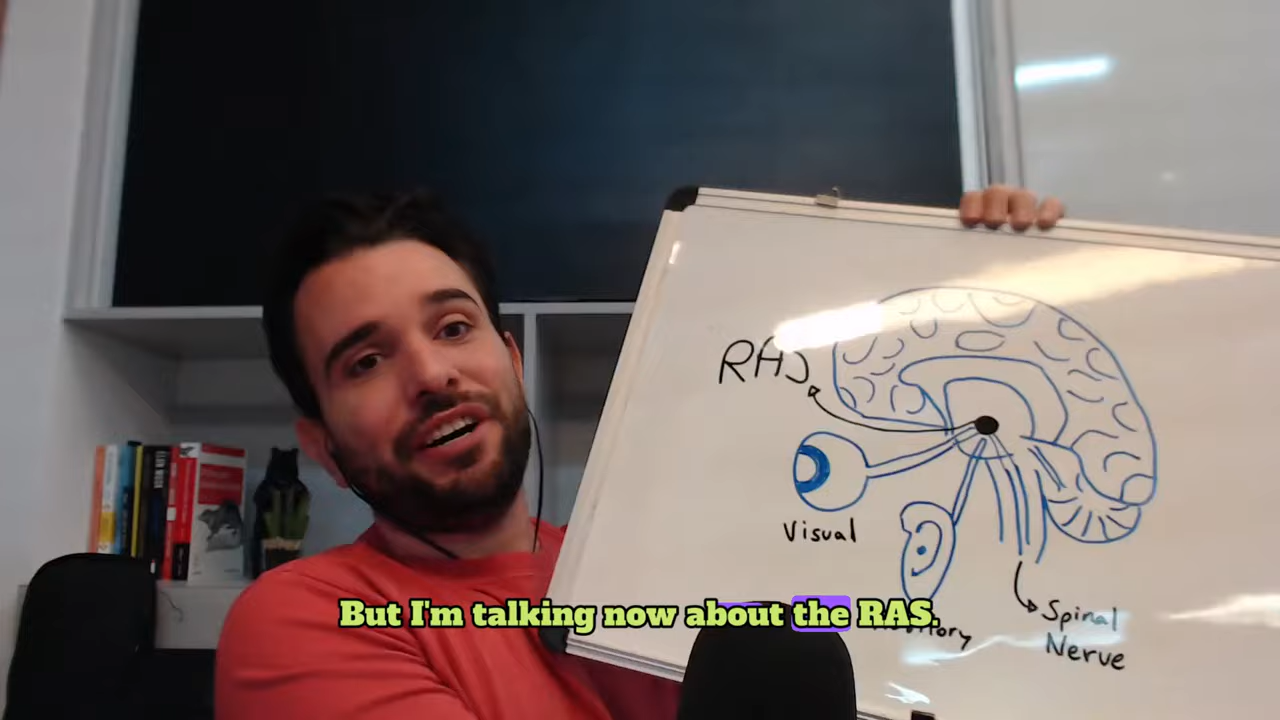 RAS
Visual
But I'm talking now about the RAS.
Spinal
Nerve